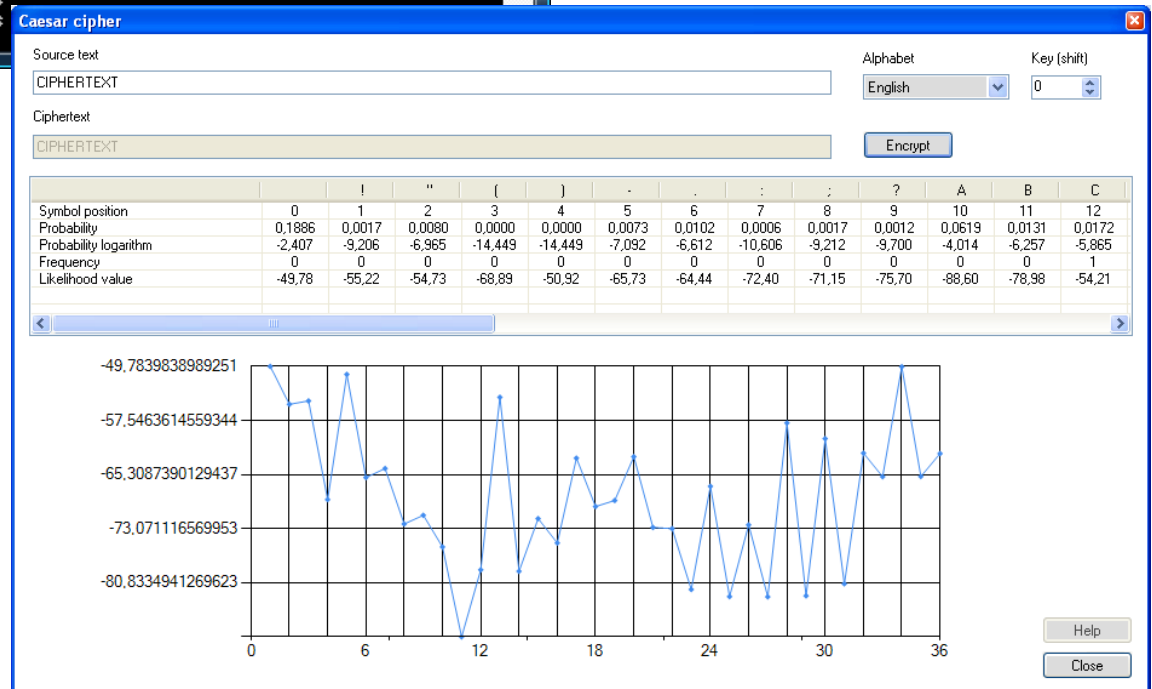 Caesar cipher
Source text
Alphabet
Key (shift)
CIPHERTEXT
English
0
Ciphertext
CIPHERTEXT
Encrypt
! " ( ) - . : ; ? A B C
Symbol position 0 1 2 3 4 5 6 7 8 9 10 11 12
Probability 0,1886 0,0017 0,0080 0,0000 0,0000 0,0073 0,0102 0,0006 0,0017 0,0012 0,0619 0,0131 0,0172
Probability logarithm -2,407 -9,206 -6,965 -14,449 -14,449 -7,092 -6,612 -10,606 -9,212 -9,700 -4,014 -6,257 -5,865
Frequency 0 0 0 0 0 0 0 0 0 0 0 0 1
Likelihood value -49,78 -55,22 -54,73 -68,89 -50,92 -65,73 -64,44 -72,40 -71,15 -75,70 -88,60 -78,98 -54,21
-49,7839838989251
-57,5463614559344
-65,3087390129437
-73,071116569953
-80,8334941269623
0 6 12 18 24 30 36
Help
Close